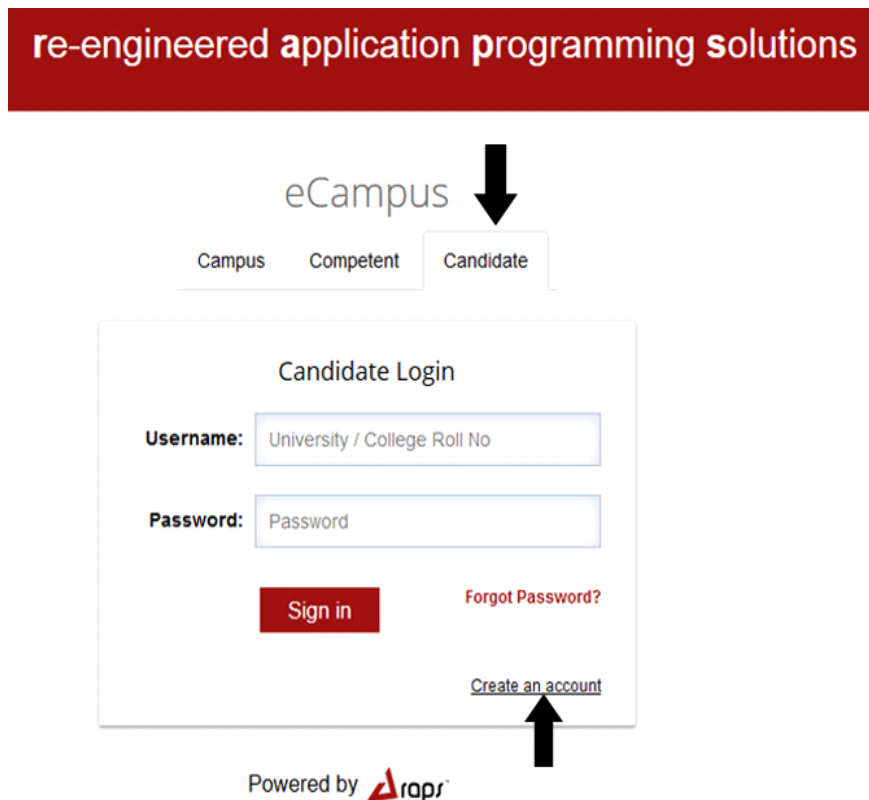 re-engineered application programming solutions
eCampus
Campus Competent Candidate
Candidate Login
Username: University / College Roll No
Password: Password
Sign in Forgot Password?
Create an account
Powered by raps